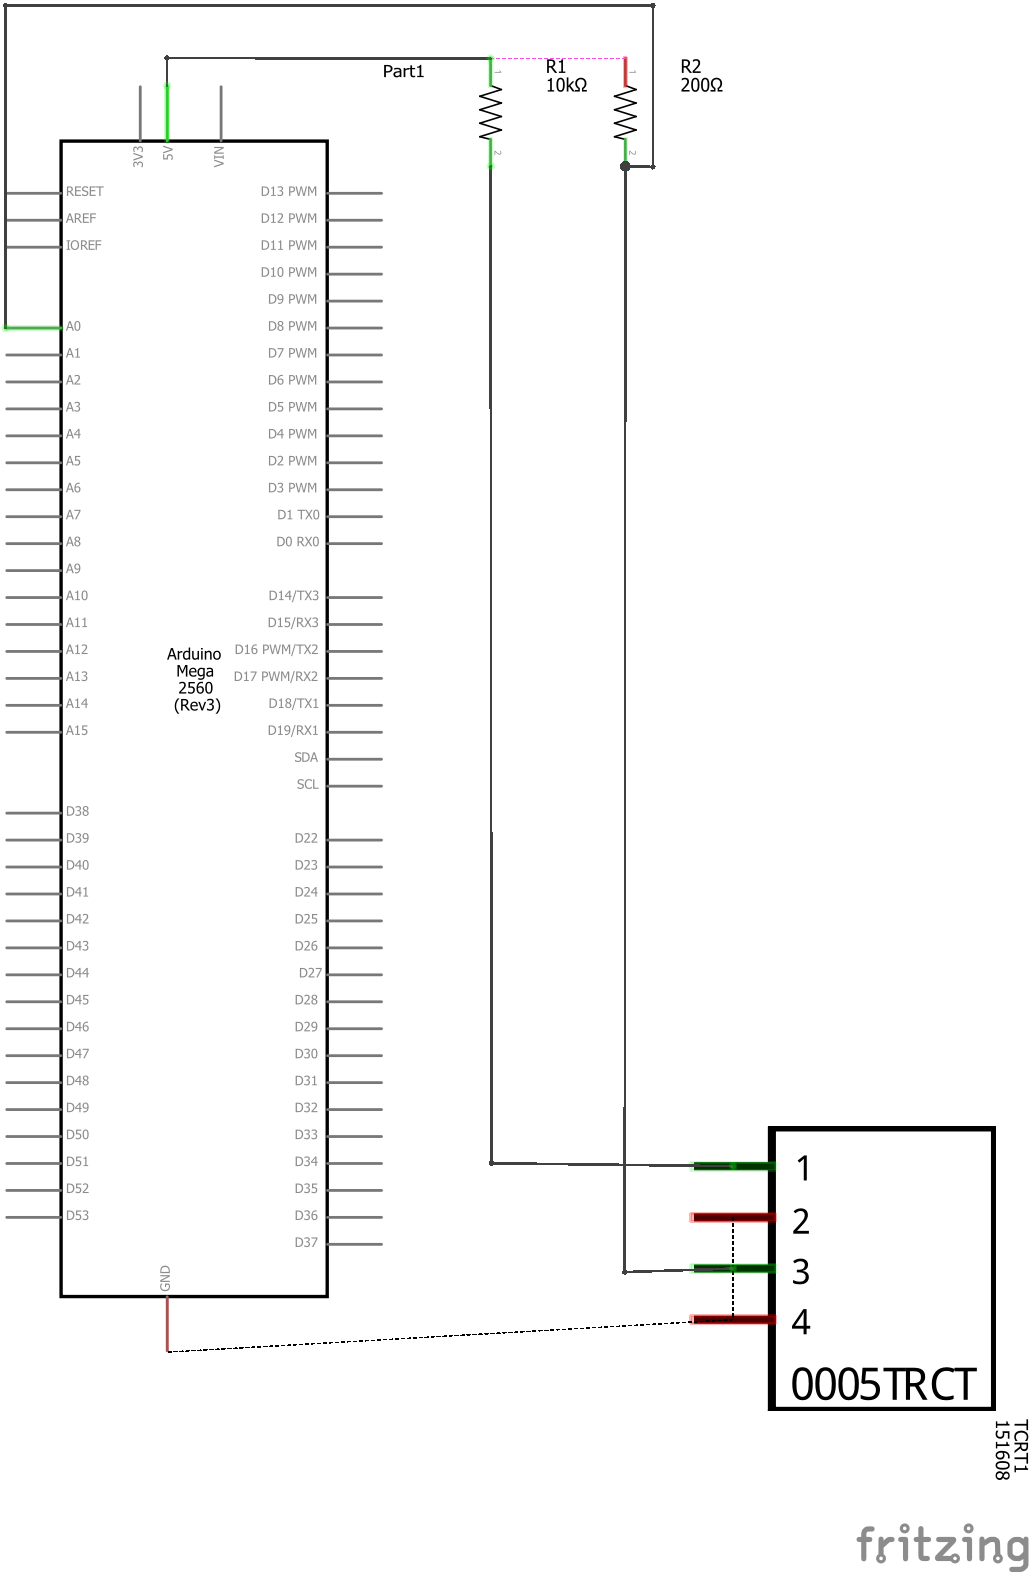 Part1
R1
10kΩ
R2
200Ω
1
1
2
2
3V3
5V
VIN
RESET
AREF
IOREF
A0
A1
A2
A3
A4
A5
A6
A7
A8
A9
A10
A11
A12
A13
A14
A15
D38
D39
D40
D41
D42
D43
D44
D45
D46
D47
D48
D49
D50
D51
D52
D53
D13 PWM
D12 PWM
D11 PWM
D10 PWM
D9 PWM
D8 PWM
D7 PWM
D6 PWM
D5 PWM
D4 PWM
D2 PWM
D3 PWM
D1 TX0
D0 RX0
D14/TX3
D15/RX3
D16 PWM/TX2
D17 PWM/RX2
D18/TX1
D19/RX1
SDA
SCL
D22
D23
D24
D25
D26
D27
D28
D29
D30
D31
D32
D33
D34
D35
D36
D37
Arduino
Mega
2560
(Rev3)
GND
1
2
3
4
0005TRCT
TCRT1
151608
fritzing